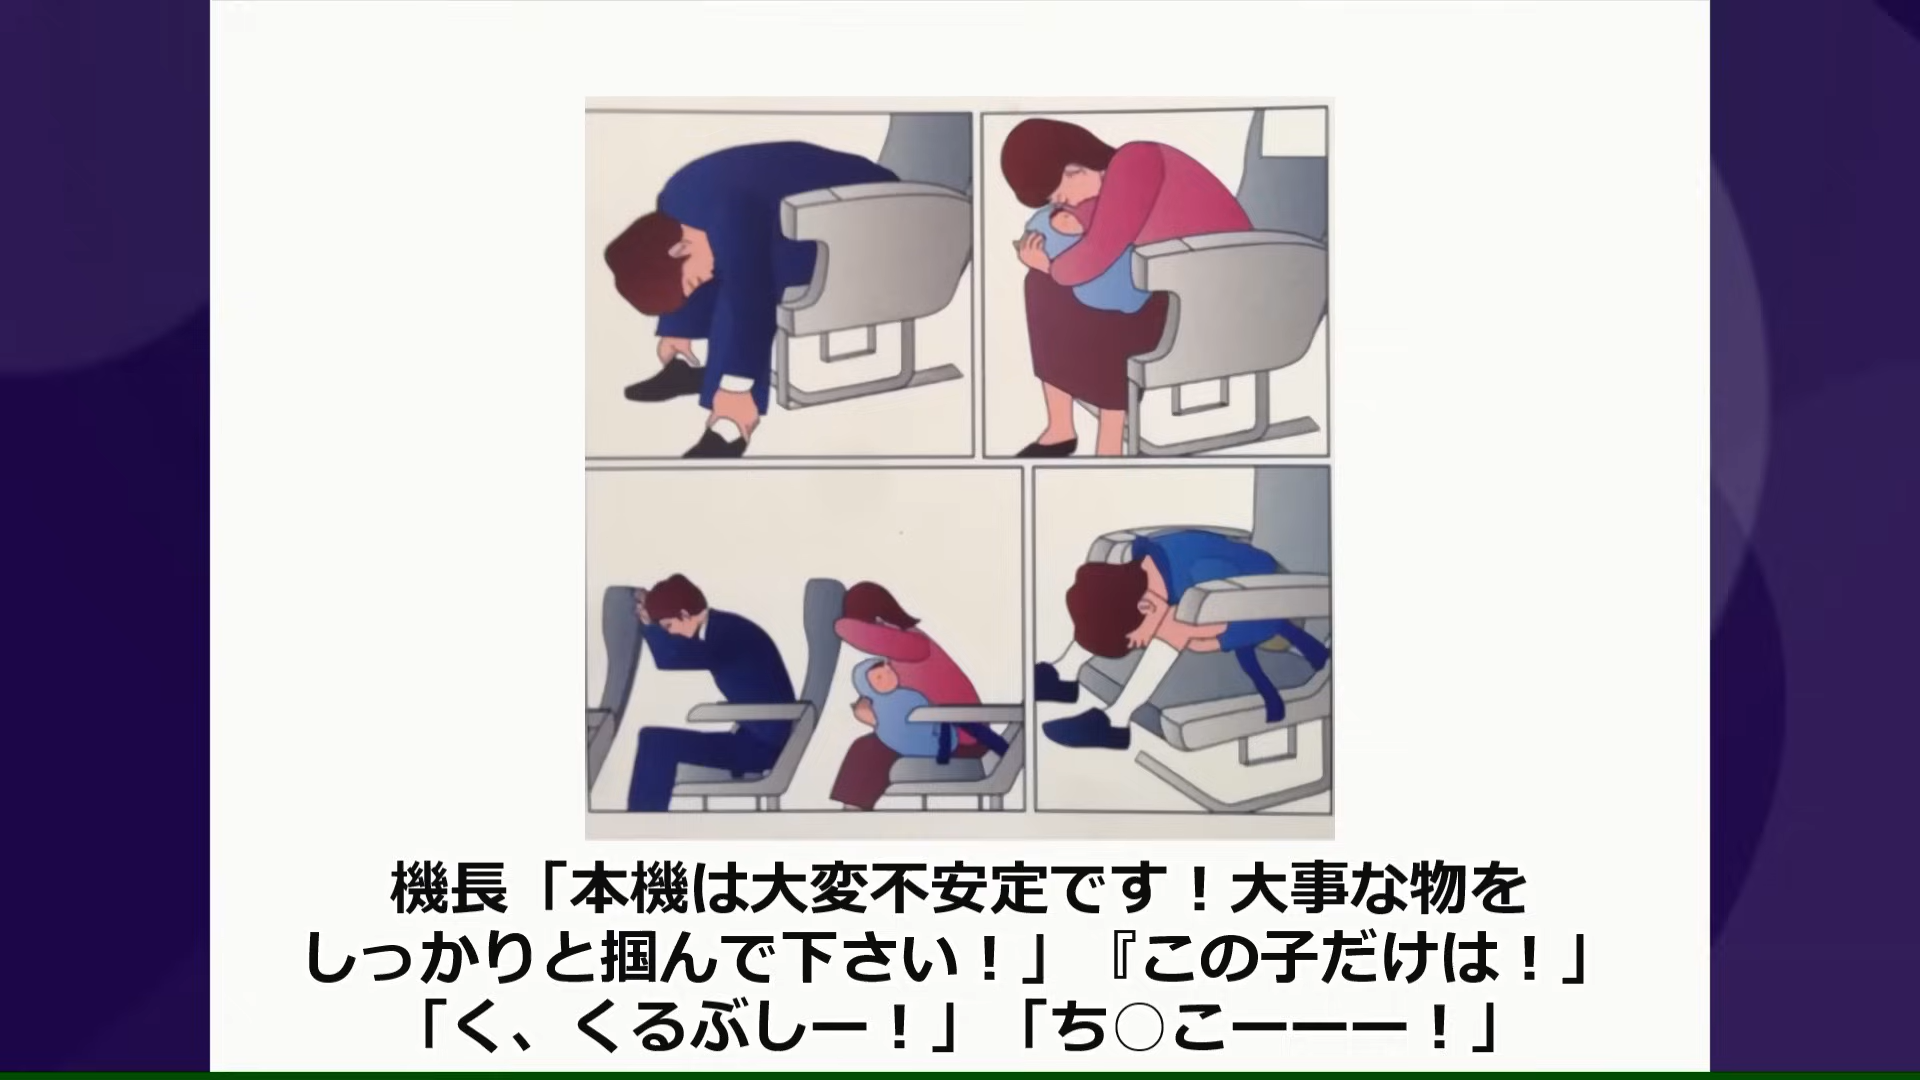 機長「本機は大変不安定です！大事な物を
しっかりと掴んで下さい！」『この子だけは！」
「く、くるぶしー！」「ち○こーーー！」